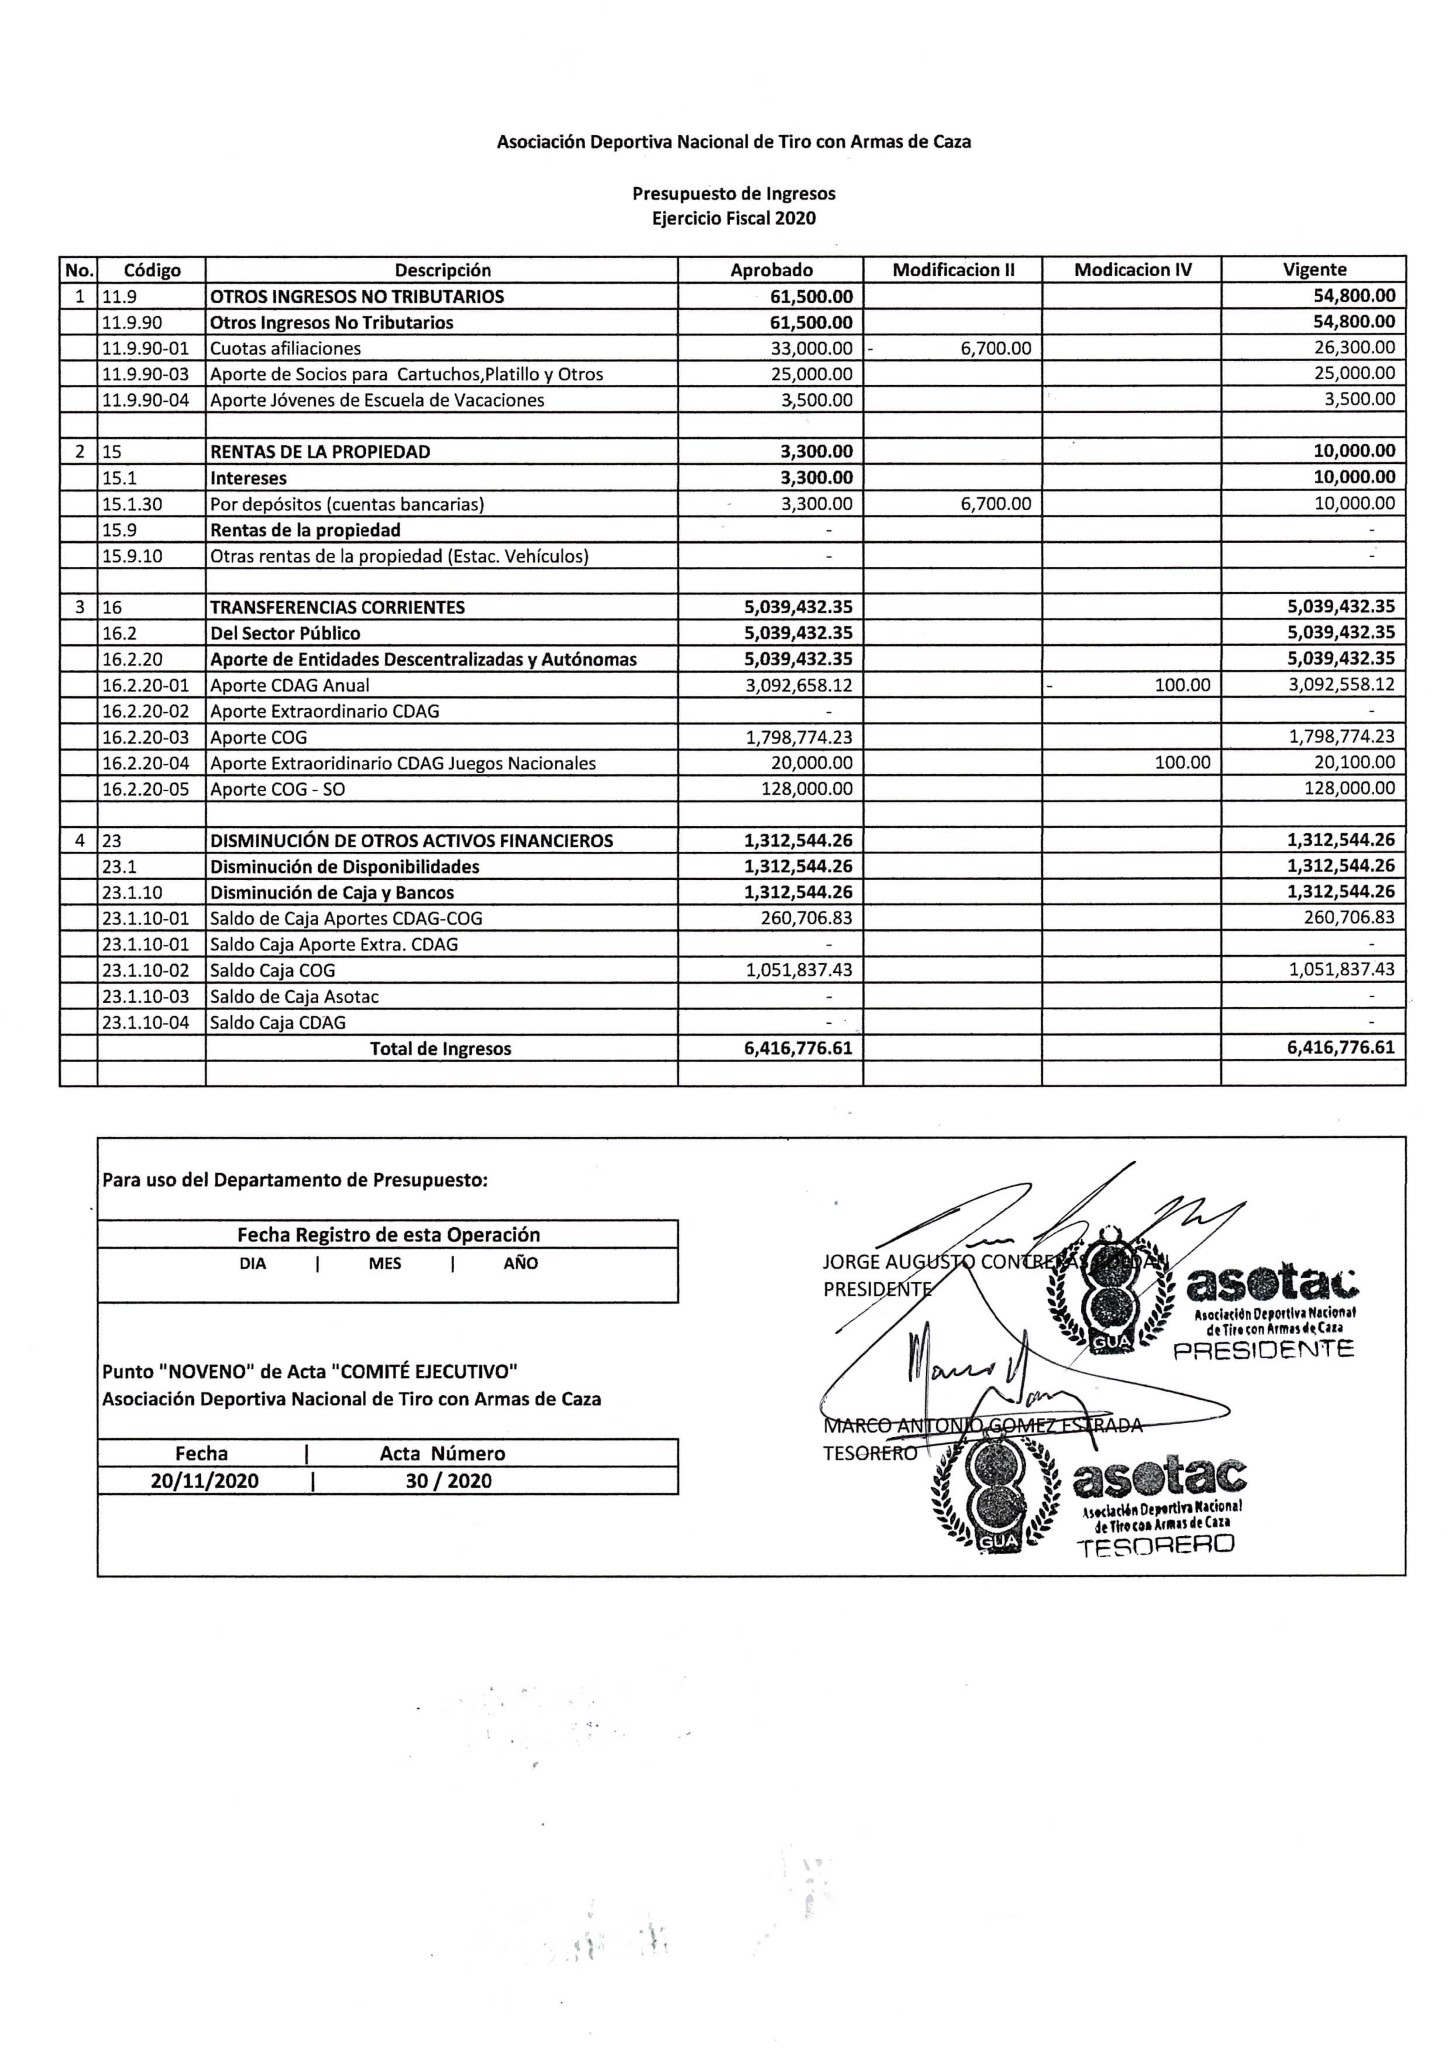 Asociación Deportiva Nacional de Tiro con Armas de Caza
Presupuesto de Ingresos
Ejercicio Fiscal 2020
No. Código Descripción Aprobado Modificacion II Modicacion IV Vigente
1 11.9 OTROS INGRESOS NO TRIBUTARIOS 61,500.00 54,800.00
11.9.90 Otros Ingresos No Tributarios 61,500.00 54,800.00
11.9.90-01 Cuotas afiliaciones 33,000.00 - 6,700.00 26,300.00
11.9.90-03 Aporte de Socios para Cartuchos,Platillo y Otros 25,000.00 25,000.00
11.9.90-04 Aporte Jóvenes de Escuela de Vacaciones 3,500.00 3,500.00
2 15 RENTAS DE LA PROPIEDAD 3,300.00 10,000.00
15.1 Intereses 3,300.00 10,000.00
15.1.30 Por depósitos (cuentas bancarias) 3,300.00 6,700.00 10,000.00
15.9 Rentas de la propiedad - -
15.9.10 Otras rentas de la propiedad (Estac. Vehículos) - -
3 16 TRANSFERENCIAS CORRIENTES 5,039,432.35 5,039,432.35
16.2 Del Sector Público 5,039,432.35 5,039,432.35
16.2.20 Aporte de Entidades Descentralizadas y Autónomas 5,039,432.35 5,039,432.35
16.2.20-01 Aporte CDAG Anual 3,092,658.12 - 100.00 3,092,558.12
16.2.20-02 Aporte Extraordinario CDAG - -
16.2.20-03 Aporte COG 1,798,774.23 1,798,774.23
16.2.20-04 Aporte Extraoridinario CDAG Juegos Nacionales 20,000.00 100.00 20,100.00
16.2.20-05 Aporte COG - SO 128,000.00 128,000.00
4 23 DISMINUCIÓN DE OTROS ACTIVOS FINANCIEROS 1,312,544.26 1,312,544.26
23.1 Disminución de Disponibilidades 1,312,544.26 1,312,544.26
23.1.10 Disminución de Caja y Bancos 1,312,544.26 1,312,544.26
23.1.10-01 Saldo de Caja Aportes CDAG-COG 260,706.83 260,706.83
23.1.10-01 Saldo Caja Aporte Extra. CDAG - -
23.1.10-02 Saldo Caja COG 1,051,837.43 1,051,837.43
23.1.10-03 Saldo de Caja Asotac - -
23.1.10-04 Saldo Caja CDAG - -
Total de Ingresos 6,416,776.61 6,416,776.61
Para uso del Departamento de Presupuesto:
Fecha Registro de esta Operación
DIA | MES | AÑO
JORGE AUGUSTO CONTRERAS ROLDAN
PRESIDENTE
GUA
asotac
Asociación Deportiva Nacional
de Tiro con Armas de Caza
PRESIDENTE
Punto "NOVENO" de Acta "COMITÉ EJECUTIVO"
Asociación Deportiva Nacional de Tiro con Armas de Caza
Marco
MARCO ANTONIO GOMEZ ESTRADA
TESORERO
Fecha | Acta Número
20/11/2020 | 30 / 2020
GUA
asotac
Asociación Deportiva Nacional
de Tiro con Armas de Caza
TESORERO